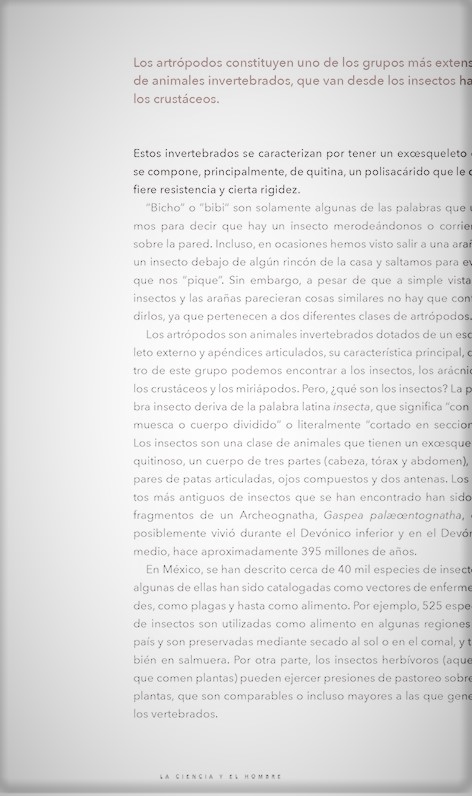 Los artrópodos constituyen uno de los grupos más extens
de animales invertebrados, que van desde los insectos ha
los crustáceos.
Estos invertebrados se caracterizan por tener un exœsqueleto
se compone, principalmente, de quitina, un polisacárido que le c
fiere resistencia y cierta rigidez.
"Bicho" o "bibi" son solamente algunas de las palabras que u
mos para decir que hay un insecto merodeándonos o corrie
sobre la pared. Incluso, en ocasiones hemos visto salir a una arañ
un insecto debajo de algún rincón de la casa y saltamos para ev
que nos "pique". Sin embargo, a pesar de que a simple vista
insectos y las arañas parecieran cosas similares no hay que conf
dirlos, ya que pertenecen a dos diferentes clases de artrópodos.
Los artrópodos son animales invertebrados dotados de un esq
leto externo y apéndices articulados, su característica principal, d
tro de este grupo podemos encontrar a los insectos, los arácni
los crustáceos y los miriápodos. Pero, ¿qué son los insectos? La p
bra insecto deriva de la palabra latina insecta, que significa "con
muesca o cuerpo dividido" o literalmente "cortado en seccion
Los insectos son una clase de animales que tienen un exœsque
quitinoso, un cuerpo de tres partes (cabeza, tórax y abdomen),
pares de patas articuladas, ojos compuestos y dos antenas. Los
tos más antiguos de insectos que se han encontrado han sido
fragmentos de un Archeognatha, Gaspea palæœntognatha,
posiblemente vivió durante el Devónico inferior y en el Devón
medio, hace aproximadamente 395 millones de años.
En México, se han descrito cerca de 40 mil especies de insect
algunas de ellas han sido catalogadas como vectores de enferme
des, como plagas y hasta como alimento. Por ejemplo, 525 espe
de insectos son utilizadas como alimento en algunas regiones
país y son preservadas mediante secado al sol o en el comal, y t
bién en salmuera. Por otra parte, los insectos herbívoros (aque
que comen plantas) pueden ejercer presiones de pastoreo sobre
plantas, que son comparables o incluso mayores a las que gene
los vertebrados.
LA CIENCIA Y EL HOMBRE